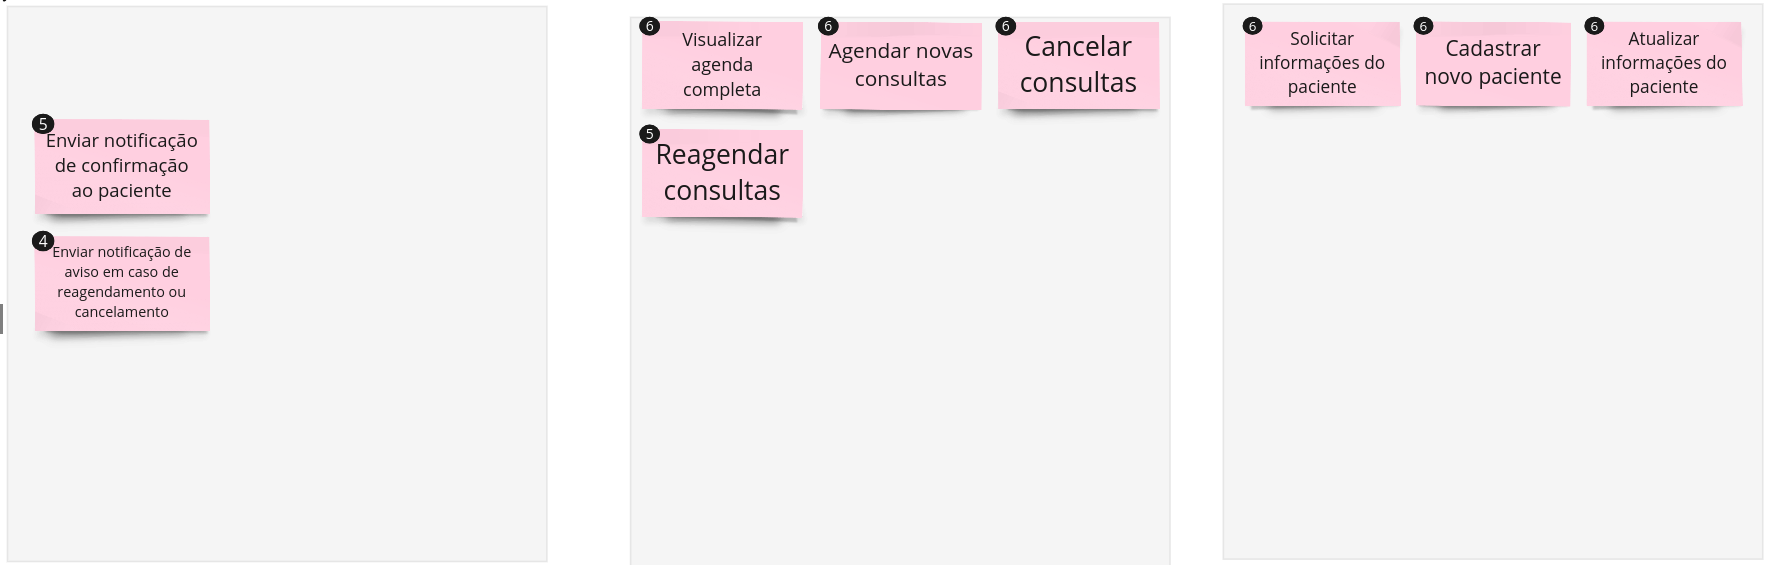 5
Enviar notificação
de confirmação
ao paciente
4
Enviar notificação de
aviso em caso de
reagendamento ou
cancelamento
6
Visualizar
agenda
completa
6
Agendar novas
consultas
6
Cancelar
consultas
5
Reagendar
consultas
6
Solicitar
informações do
paciente
6
Cadastrar
novo paciente
6
Atualizar
informações do
paciente